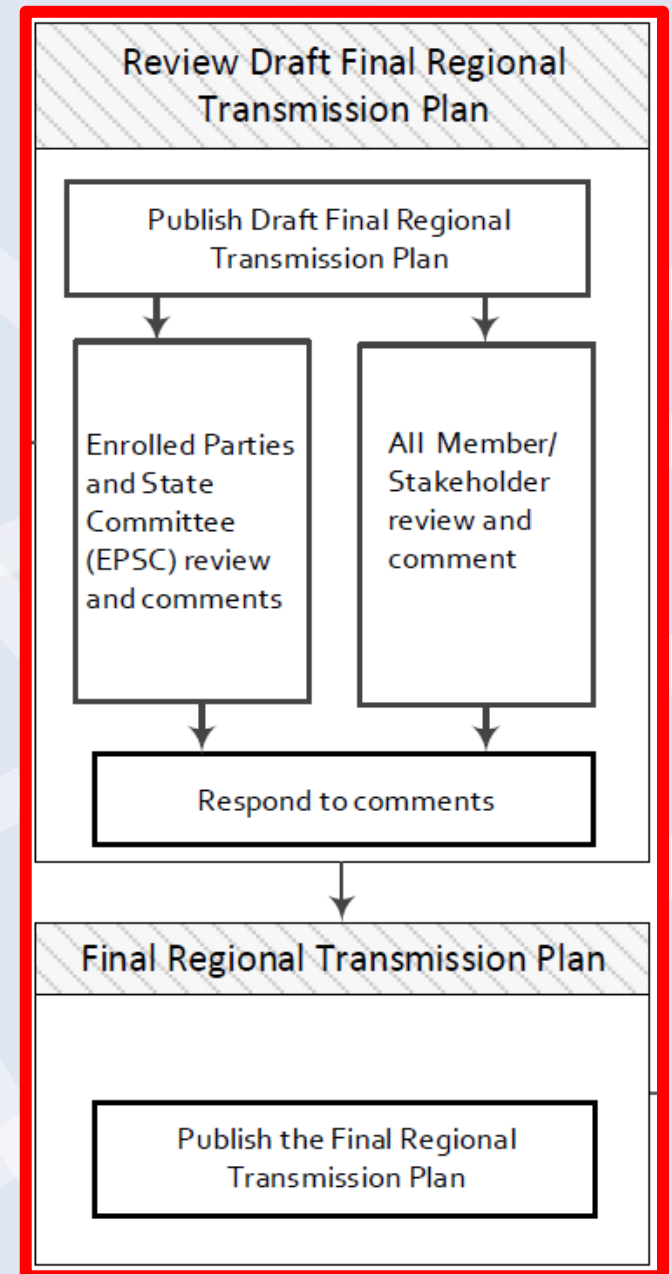 Review Draft Final Regional
Transmission Plan
Publish Draft Final Regional
Transmission Plan
Enrolled Parties
and State
Committee
(EPSC) review
and comments
All Member/
Stakeholder
review and
comment
Respond to comments
Final Regional Transmission Plan
Publish the Final Regional
Transmission Plan